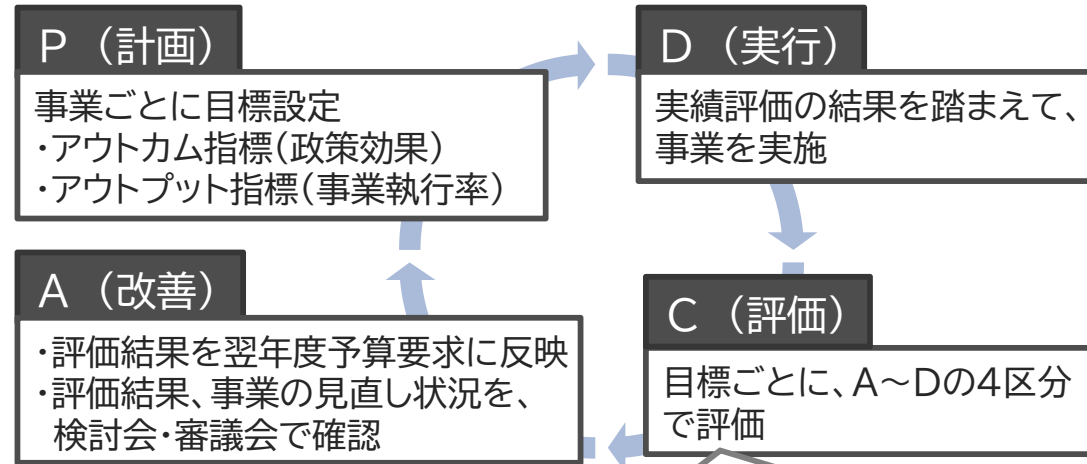 P（計画）
事業ごとに目標設定
・アウトカム指標（政策効果）
・アウトプット指標（事業執行率）
D（実行）
実績評価の結果を踏まえて、
事業を実施
C（評価）
目標ごとに、A～Dの4区分
で評価
A（改善）
・評価結果を翌年度予算要求に反映
・評価結果、事業の見直し状況を、
検討会・審議会で確認